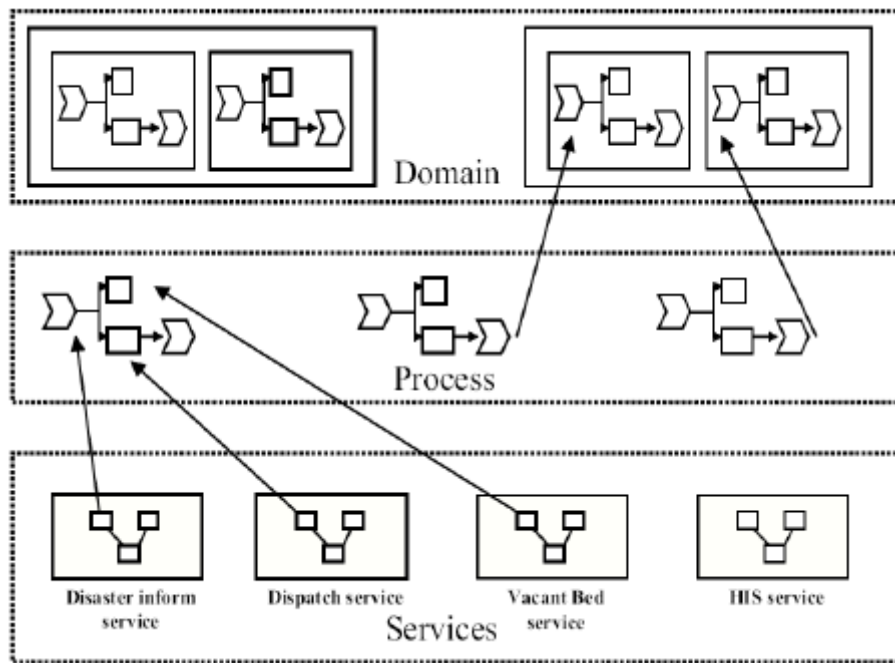 Domain
Process
Disaster inform
service
Dispatch service
Vacant Bed
service
HIS service
Services